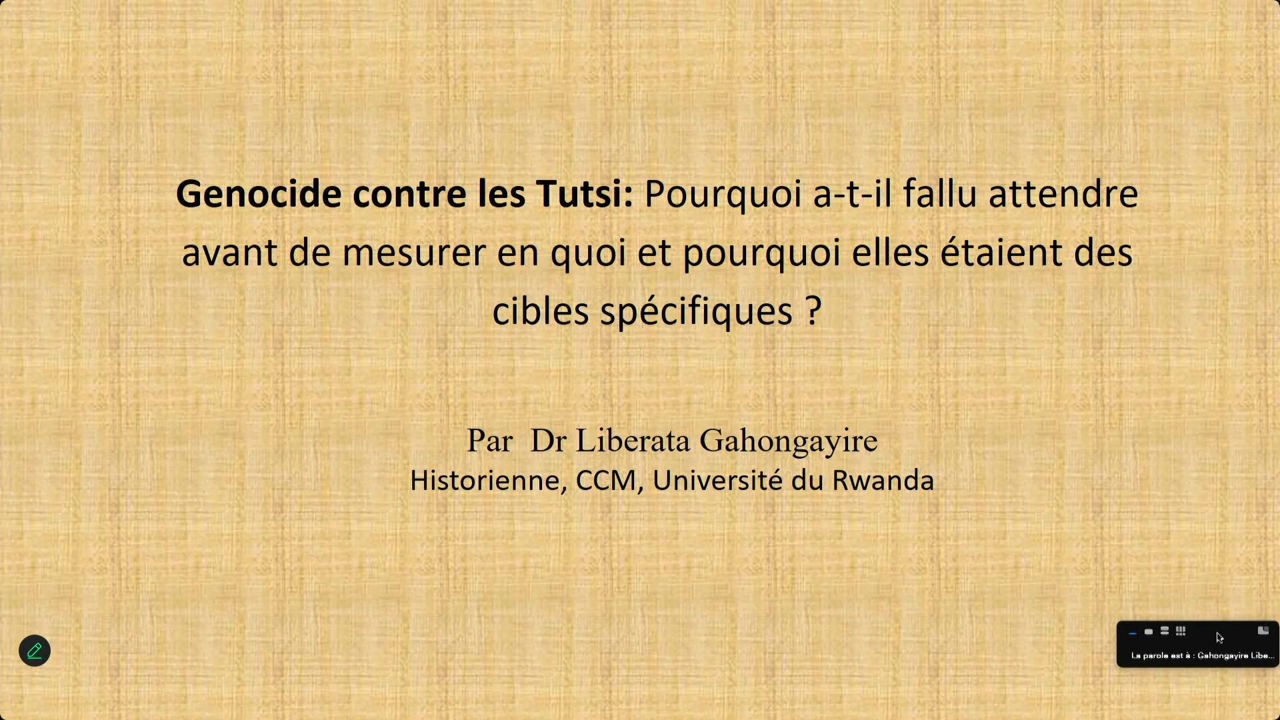 Genocide contre les Tutsi: Pourquoi a-t-il fallu attendre
avant de mesurer en quoi et pourquoi elles étaient des
cibles spécifiques ?
Par Dr Liberata Gahongayire
Historienne, CCM, Université du Rwanda
La parole est à : Gahongayire Libe...